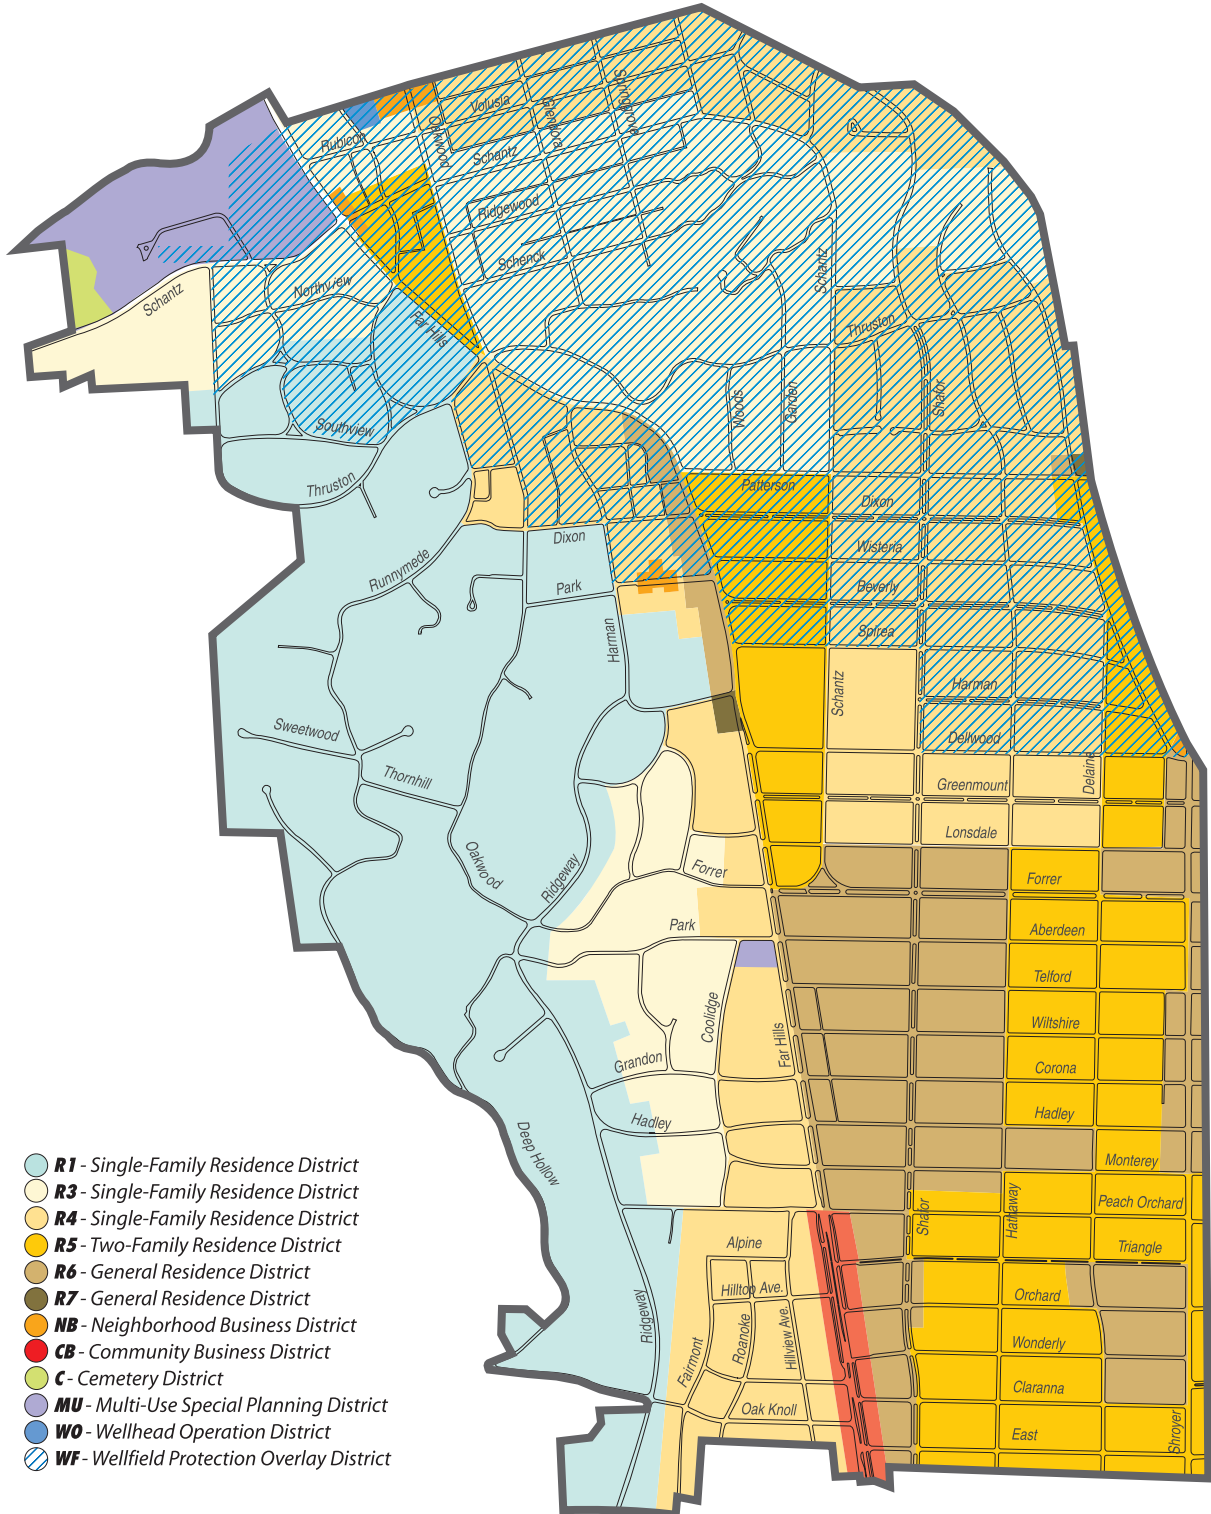 Springrove
Volusia
Glendora
Oakwood
Rubicon
Schantz
Ridgewood
Schenck
Schantz
Northview
Schantz
Far Hills
Thruston
Shafor
Woods
Garden
Southview
Thruston
Patterson
Dixon
Dixon
Wisteria
Runnymede
Park
Beverly
Spirea
Harman
Harman
Schantz
Sweetwood
Dellwood
Thornhill
Greenmount
Delaine
Lonsdale
Oakwood
Ridgeway
Forrer
Forrer
Park
Aberdeen
Telford
Coolidge
Wiltshire
Far Hills
Grandon
Corona
Hadley
Hadley
Deep Hollow
Monterey
Peach Orchard
Shafor
Hathaway
Alpine
Triangle
Hilltop Ave.
Orchard
Ridgeway
Roanoke
Hillview Ave.
Wonderly
Fairmont
Claranna
Oak Knoll
East
Shroyer
R1 - Single-Family Residence District
R3 - Single-Family Residence District
R4 - Single-Family Residence District
R5 - Two-Family Residence District
R6 - General Residence District
R7 - General Residence District
NB - Neighborhood Business District
CB - Community Business District
C - Cemetery District
MU - Multi-Use Special Planning District
WO - Wellhead Operation District
WF - Wellfield Protection Overlay District